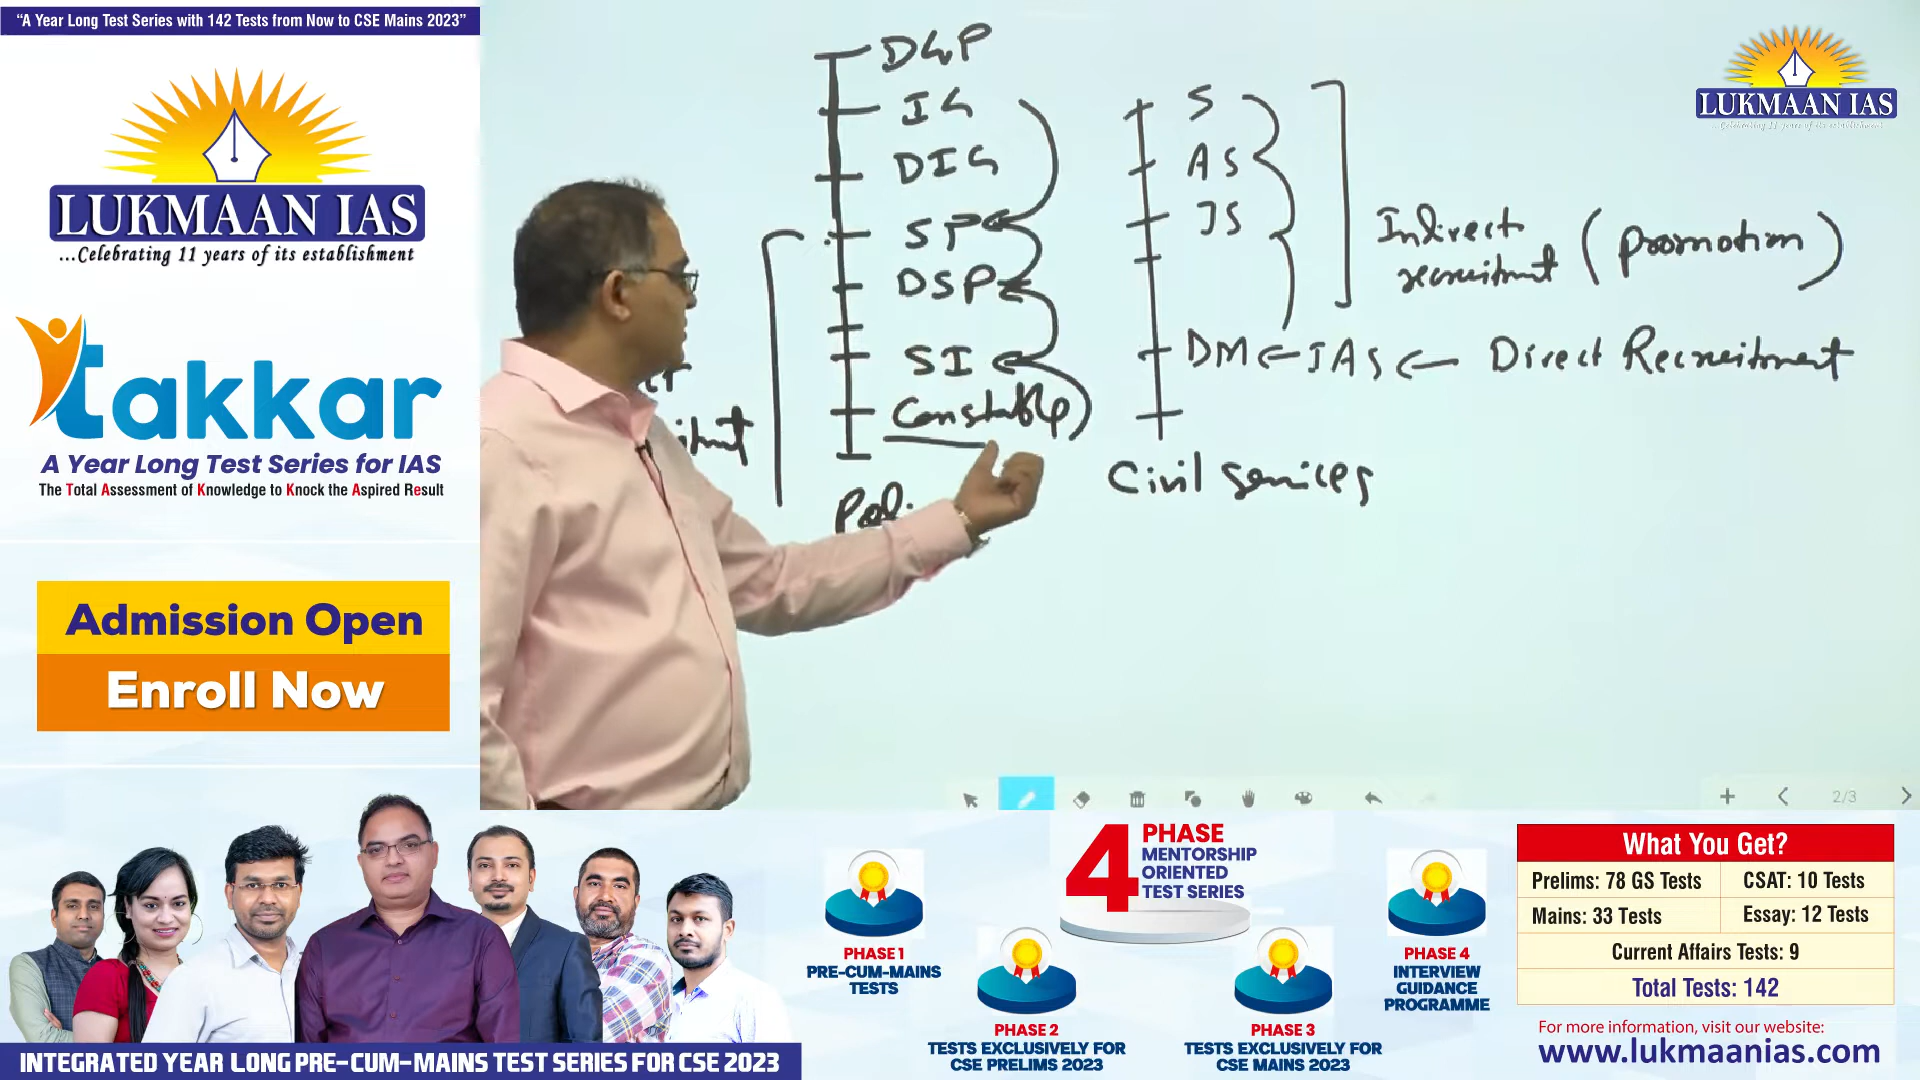 “A Year Long Test Series with 142 Tests from Now to CSE Mains 2023”
LUKMAAN IAS
...Celebrating 11 years of its establishment
takkar
A Year Long Test Series for IAS
The Total Assessment of Knowledge to Knock the Aspired Result
Admission Open
Enroll Now
DGP
IG
DIG
SP
DSP
SI
Constable
Pol.
S
AS
JS
Indirect
recruitment (promotion)
DM ← IAS ← Direct Recruitment
Civil services
LUKMAAN IAS
...Celebrating 11 years of its establishment
2/3
INTEGRATED YEAR LONG PRE-CUM-MAINS TEST SERIES FOR CSE 2023
4 PHASE
MENTORSHIP
ORIENTED
TEST SERIES
PHASE 1
PRE-CUM-MAINS
TESTS
PHASE 2
TESTS EXCLUSIVELY FOR
CSE PRELIMS 2023
PHASE 3
TESTS EXCLUSIVELY FOR
CSE MAINS 2023
PHASE 4
INTERVIEW
GUIDANCE
PROGRAMME
What You Get?
Prelims: 78 GS Tests CSAT: 10 Tests
Mains: 33 Tests Essay: 12 Tests
Current Affairs Tests: 9
Total Tests: 142
For more information, visit our website:
www.lukmaanias.com